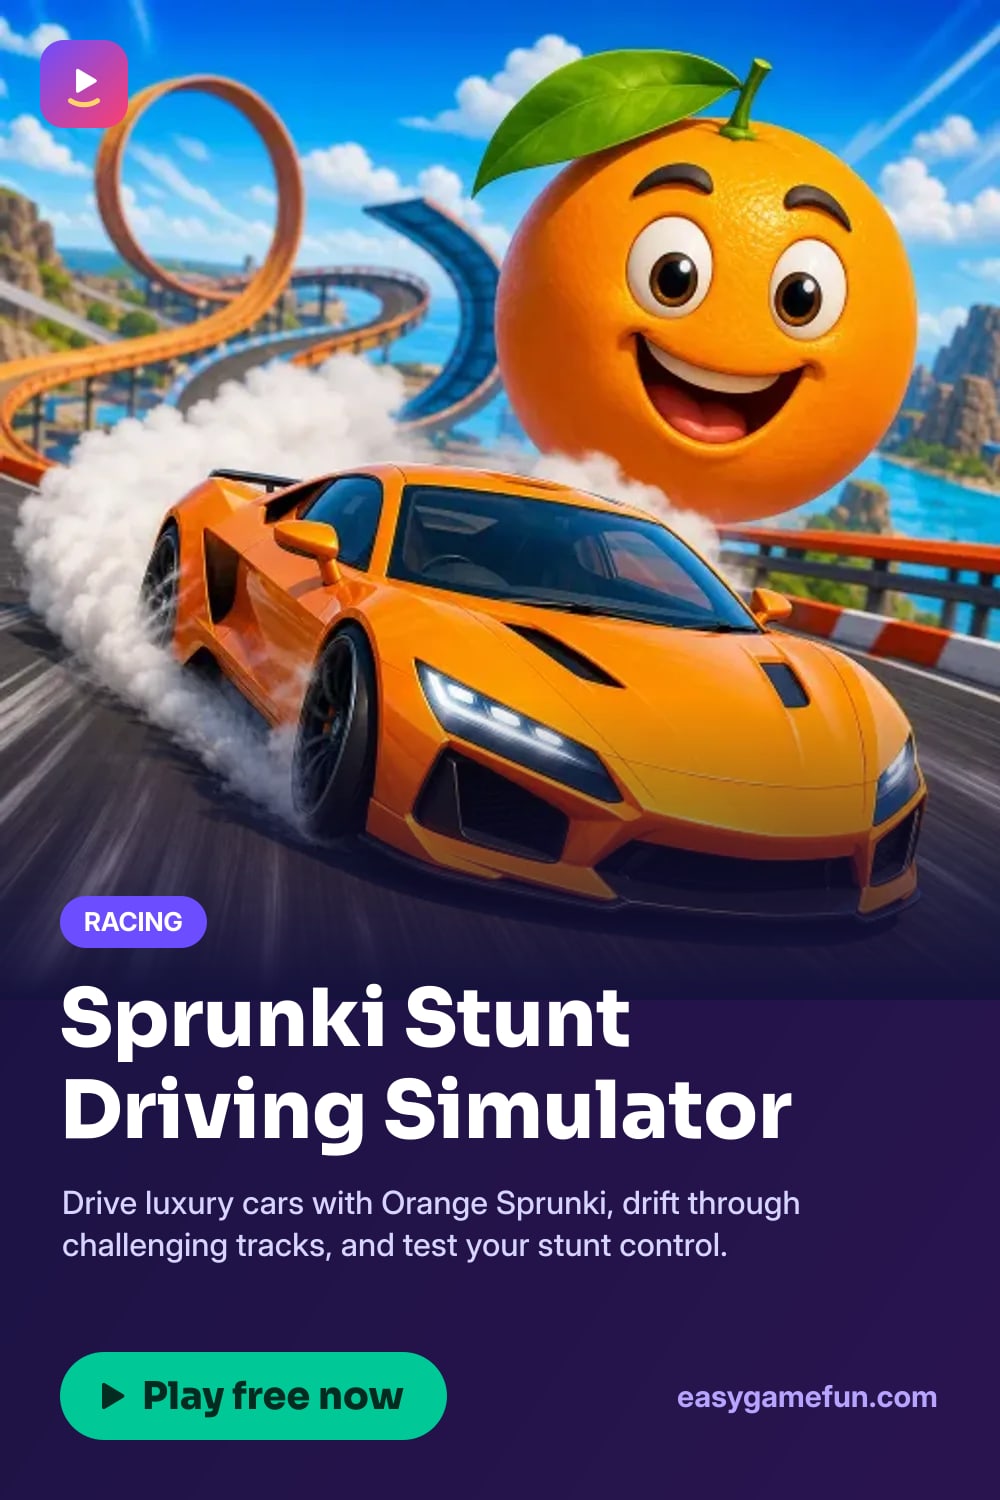 RACING
Sprunki Stunt
Driving Simulator
Drive luxury cars with Orange Sprunki, drift through
challenging tracks, and test your stunt control.
Play free now
easygamefun.com